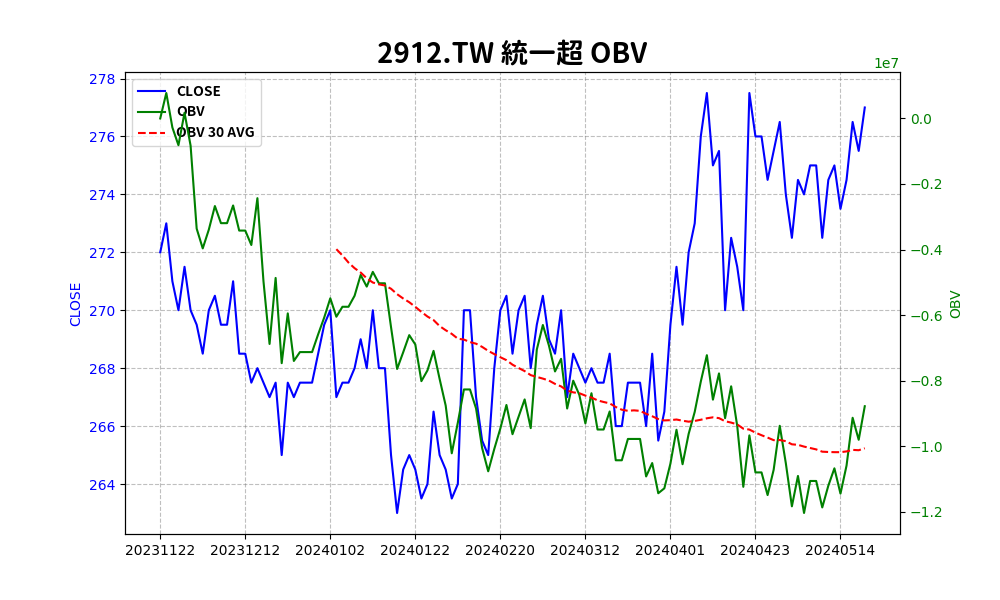 2912.TW 統一超 OBV
1e7
CLOSE
OBV
OBV 30 AVG
278
276
274
272
270
268
266
264
CLOSE
0.0
−0.2
−0.4
−0.6
−0.8
−1.0
−1.2
OBV
20231122 20231212 20240102 20240122 20240220 20240312 20240401 20240423 20240514